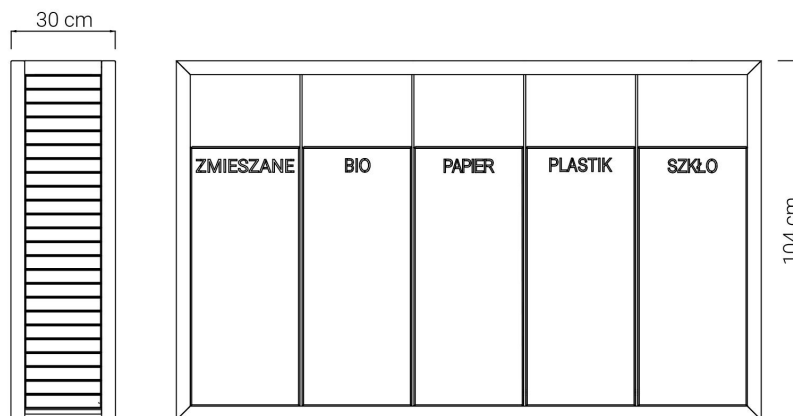 30 cm
ZMIESZANE
BIO
PAPIER
PLASTIK
SZKŁO
104 cm